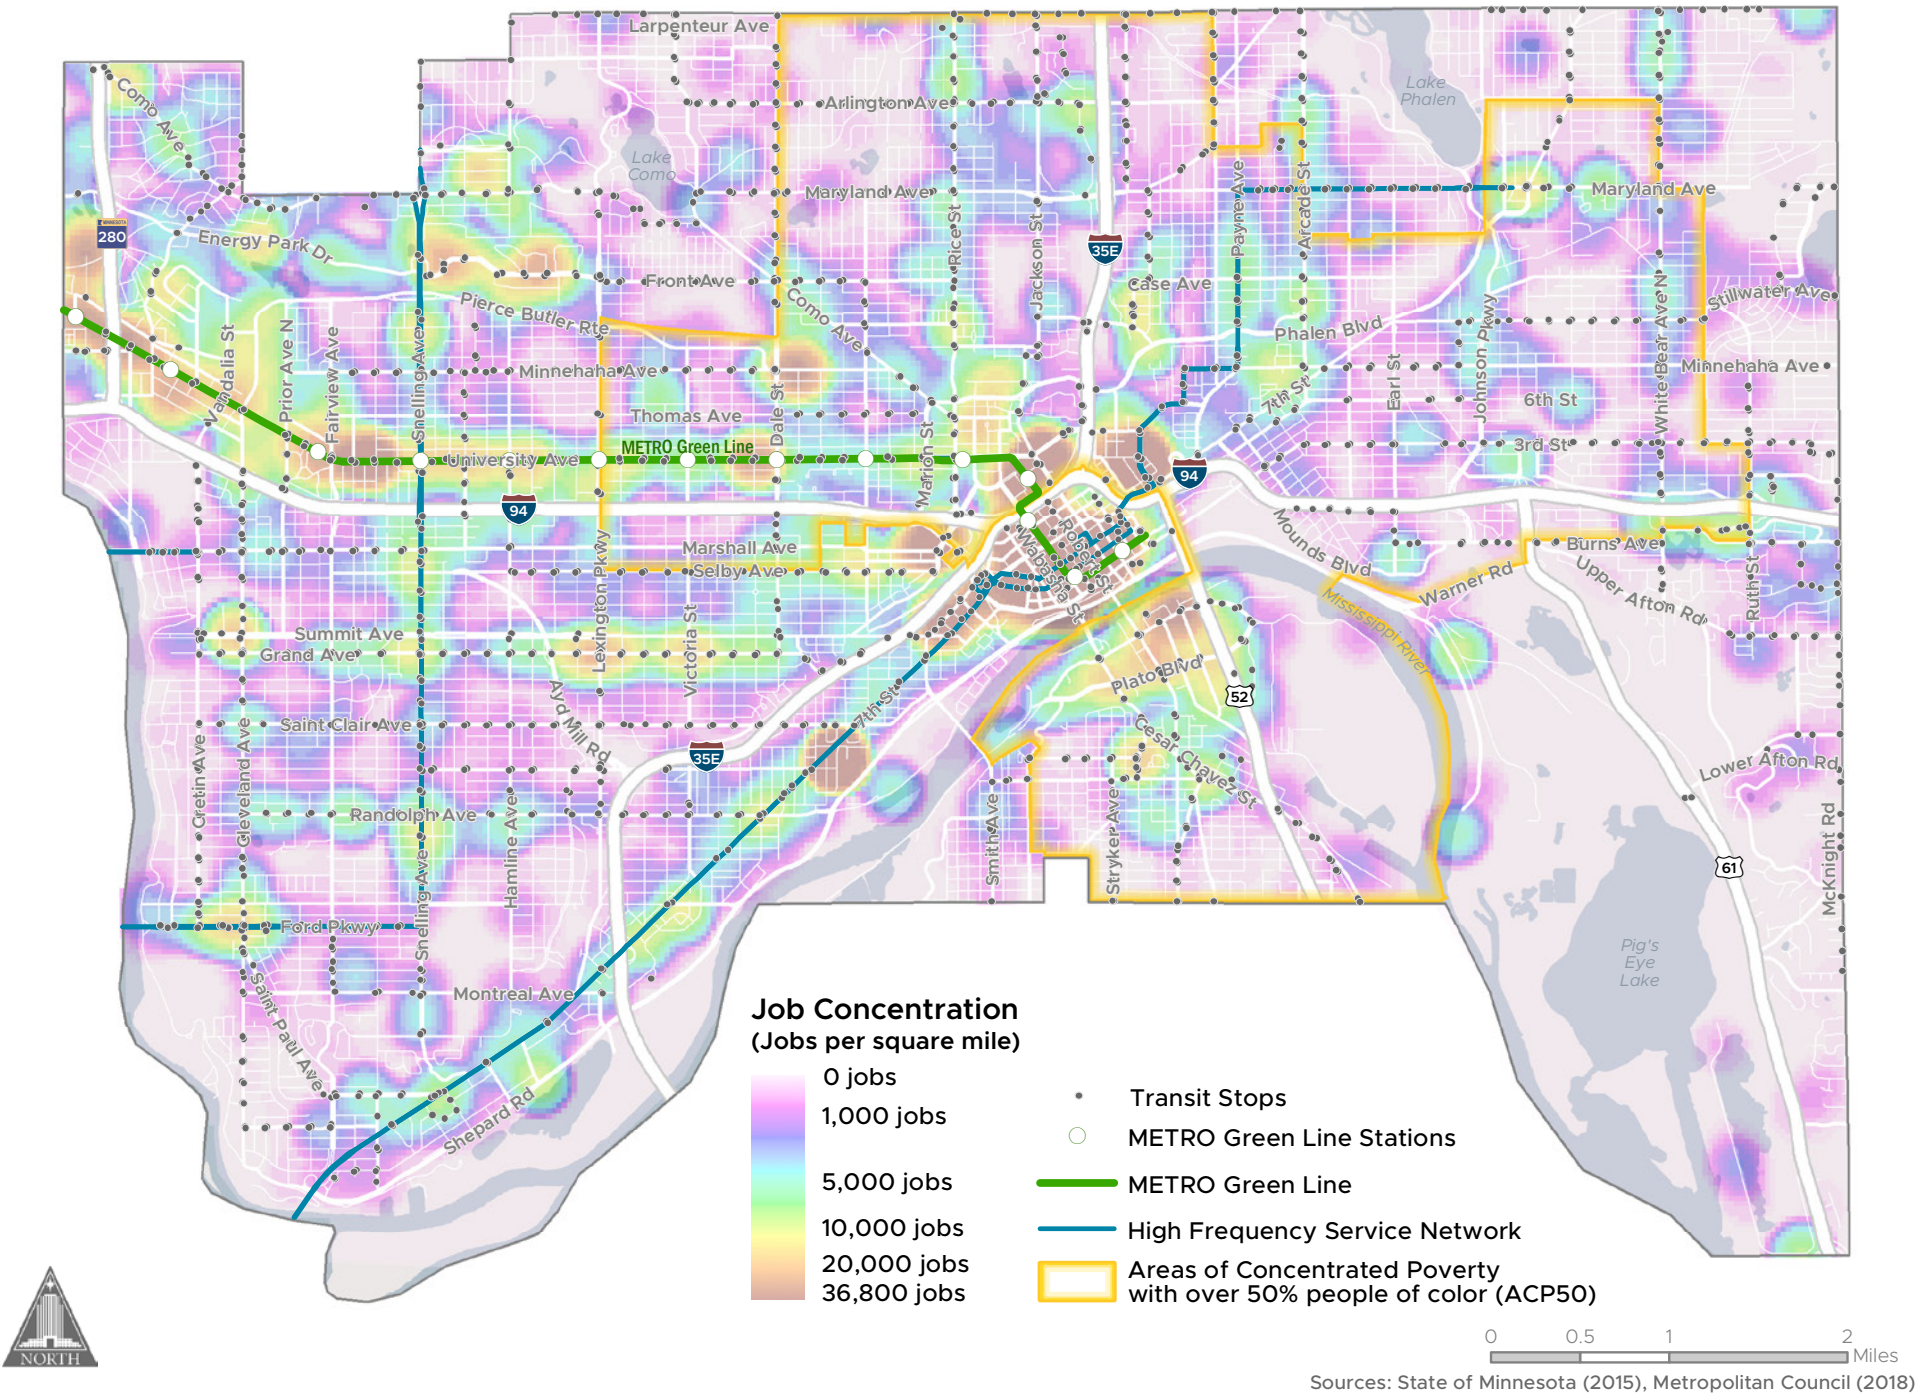 Larpenteur Ave
Como Ave
Arlington Ave
Lake
Phalen
Lake
Como
Maryland Ave
Maryland Ave
Rice St
Jackson St
Payne Ave
Arcade St
MINNESOTA
280
Energy Park Dr
35E
Front Ave
Case Ave
White Bear Ave N
Stillwater Ave
Pierce Butler Rte
Como Ave
Phalen Blvd
Johnson Pkwy
Vandalia St
Prior Ave N
Fairview Ave
Snelling Ave
Minnehaha Ave
Minnehaha Ave
Dale St
Earl St
7th St
6th St
Thomas Ave
METRO Green Line
University Ave
Marion St
3rd St
94
94
Lexington Pkwy
Marshall Ave
Selby Ave
Wabasha St
Robert St
Mounds Blvd
Burns Ave
Warner Rd
Upper Afton Rd
Ruth St
Mississippi River
Summit Ave
Grand Ave
Victoria St
Plato Blvd
52
Ayd Mill Rd
7th St
Saint Clair Ave
35E
Cesar Chavez St
Lower Afton Rd
Cretin Ave
Cleveland Ave
Randolph Ave
Hamline Ave
Snelling Ave
Smith Ave
Stryker Ave
61
McKnight Rd
Ford Pkwy
Pig's
Eye
Lake
Saint Paul Ave
Montreal Ave
Shepard Rd
Job Concentration
(Jobs per square mile)
0 jobs
1,000 jobs
5,000 jobs
10,000 jobs
20,000 jobs
36,800 jobs
Transit Stops
METRO Green Line Stations
METRO Green Line
High Frequency Service Network
Areas of Concentrated Poverty
with over 50% people of color (ACP50)
NORTH
0 0.5 1 2
Miles
Sources: State of Minnesota (2015), Metropolitan Council (2018)